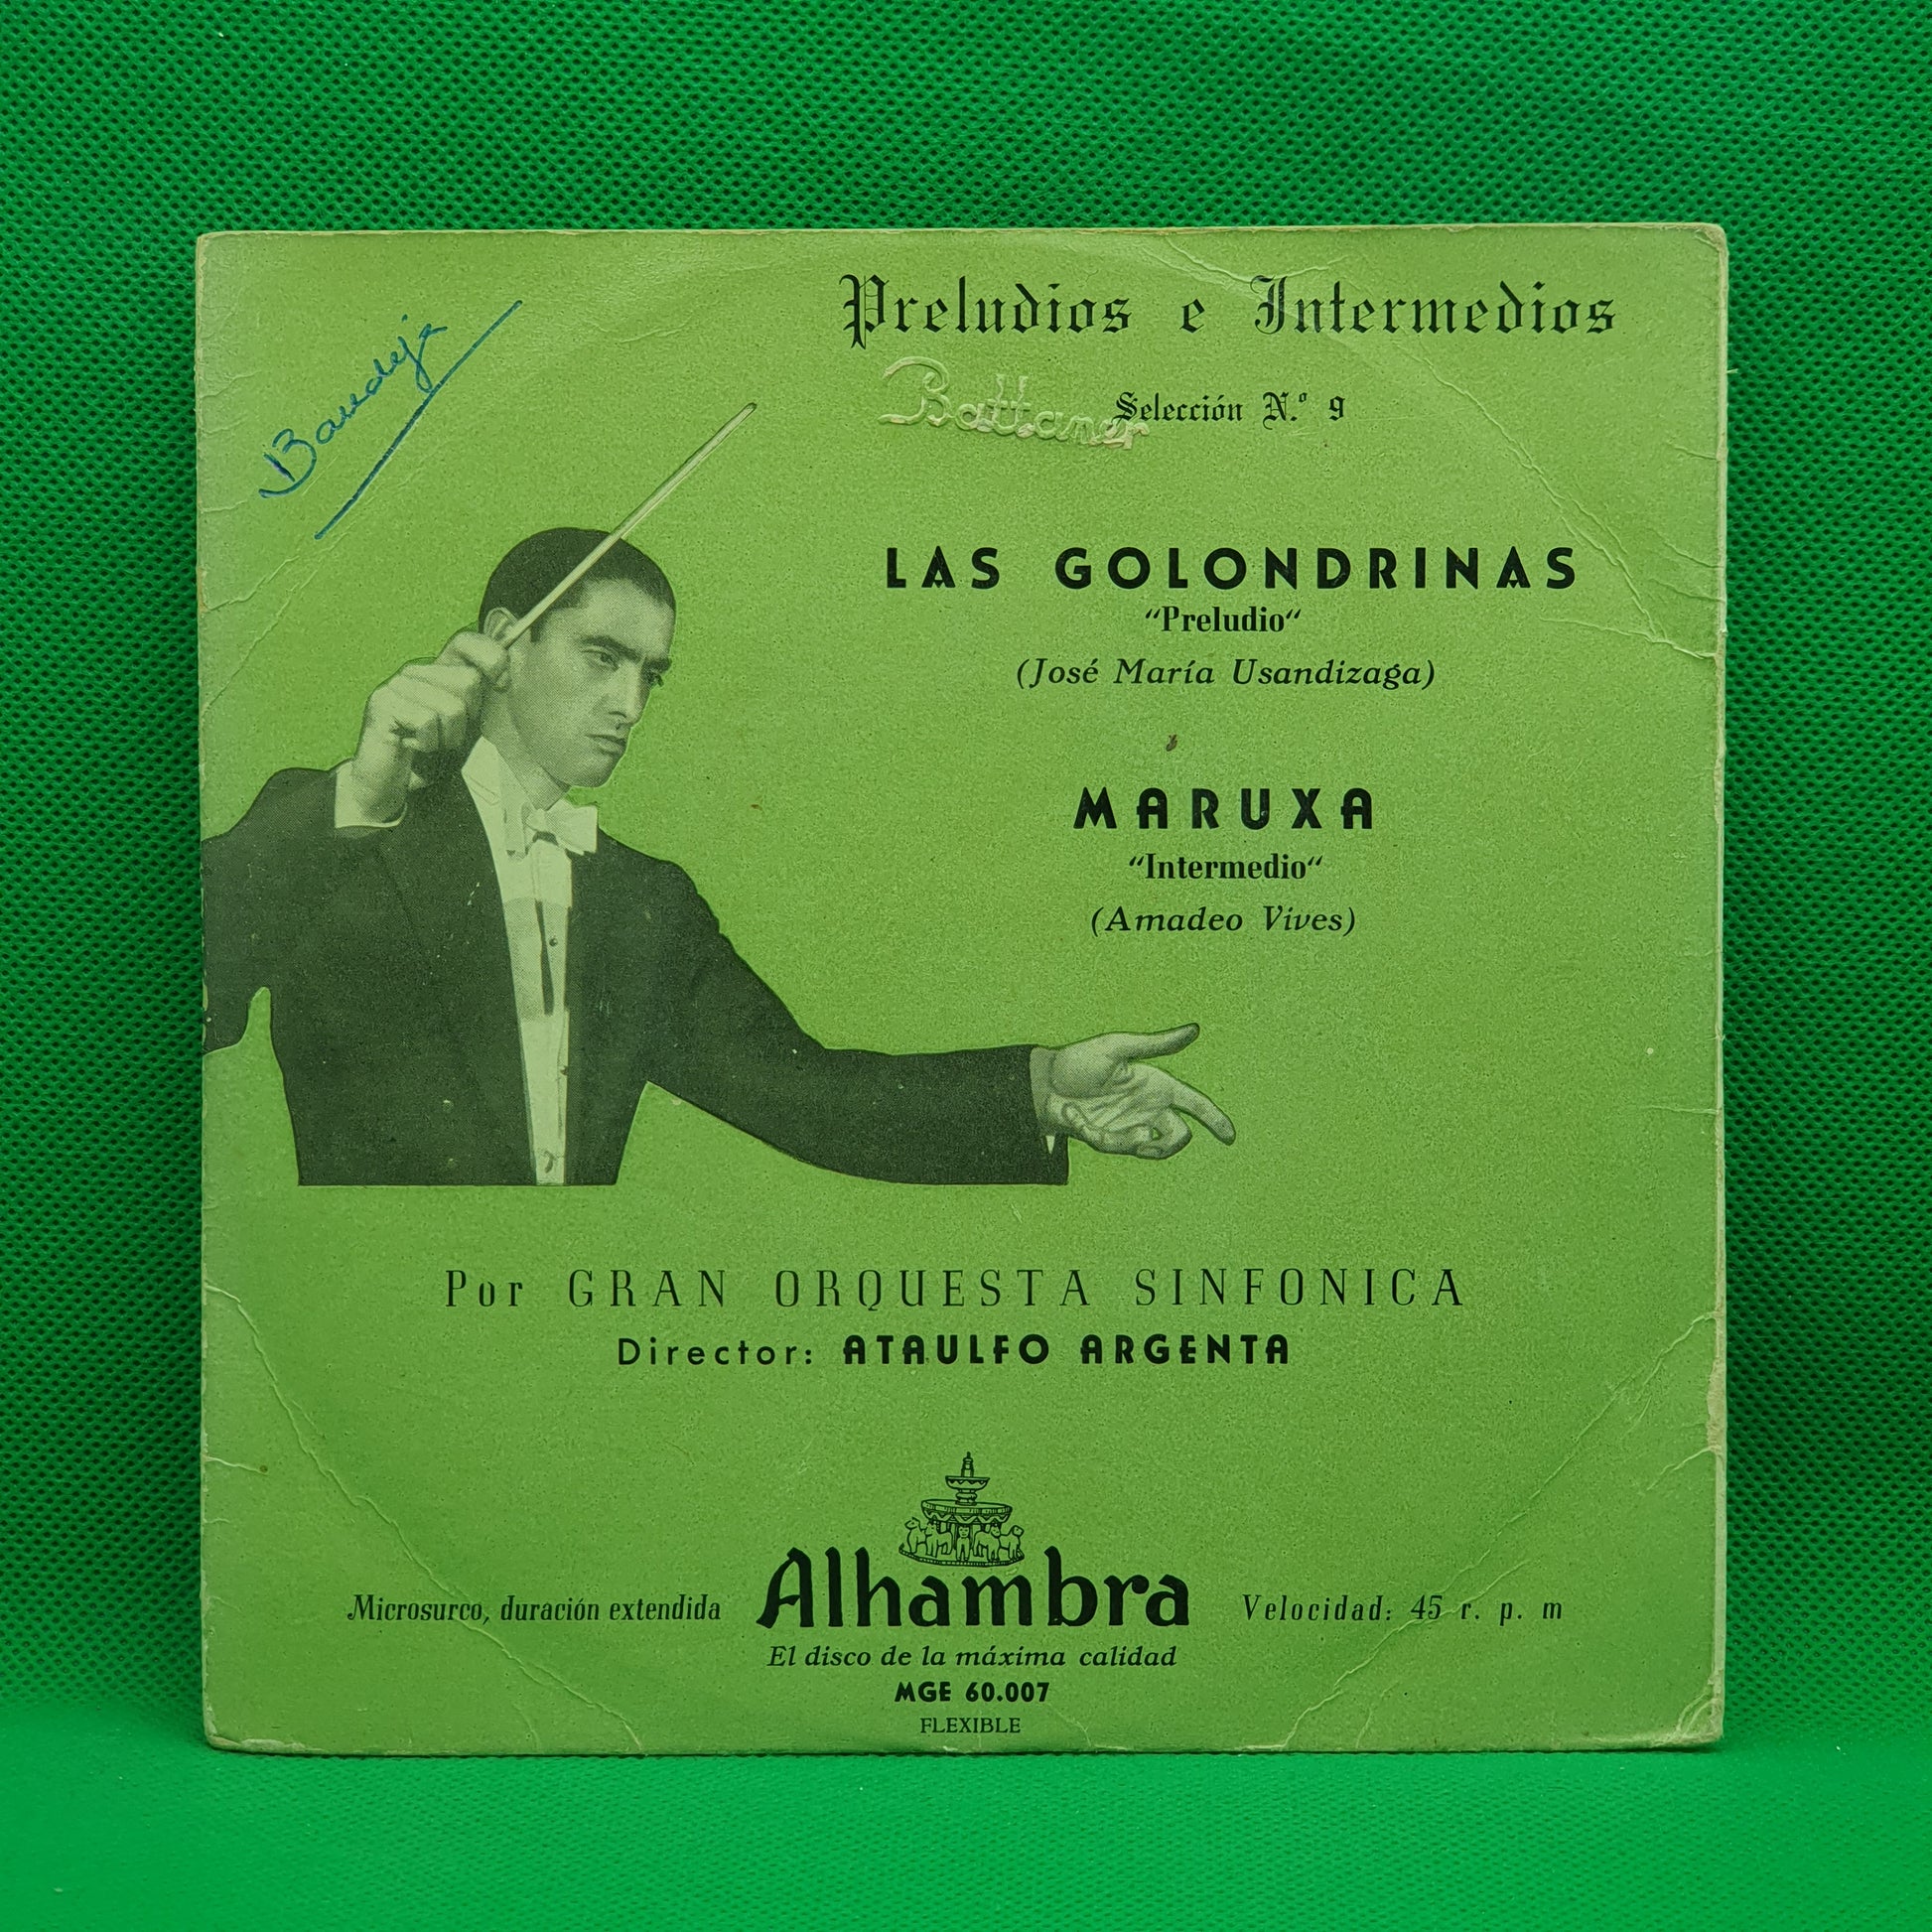 Preludios e Intermedios
Battaner
Selección N.º 9
LAS GOLONDRINAS
“Preludio“
(José María Usandizaga)
MARUXA
“Intermedio“
(Amadeo Vives)
Por GRAN ORQUESTA SINFONICA
Director: ATAULFO ARGENTA
Alhambra
Microsurco, duración extendida
Velocidad: 45 r. p. m
El disco de la máxima calidad
MGE 60.007
FLEXIBLE